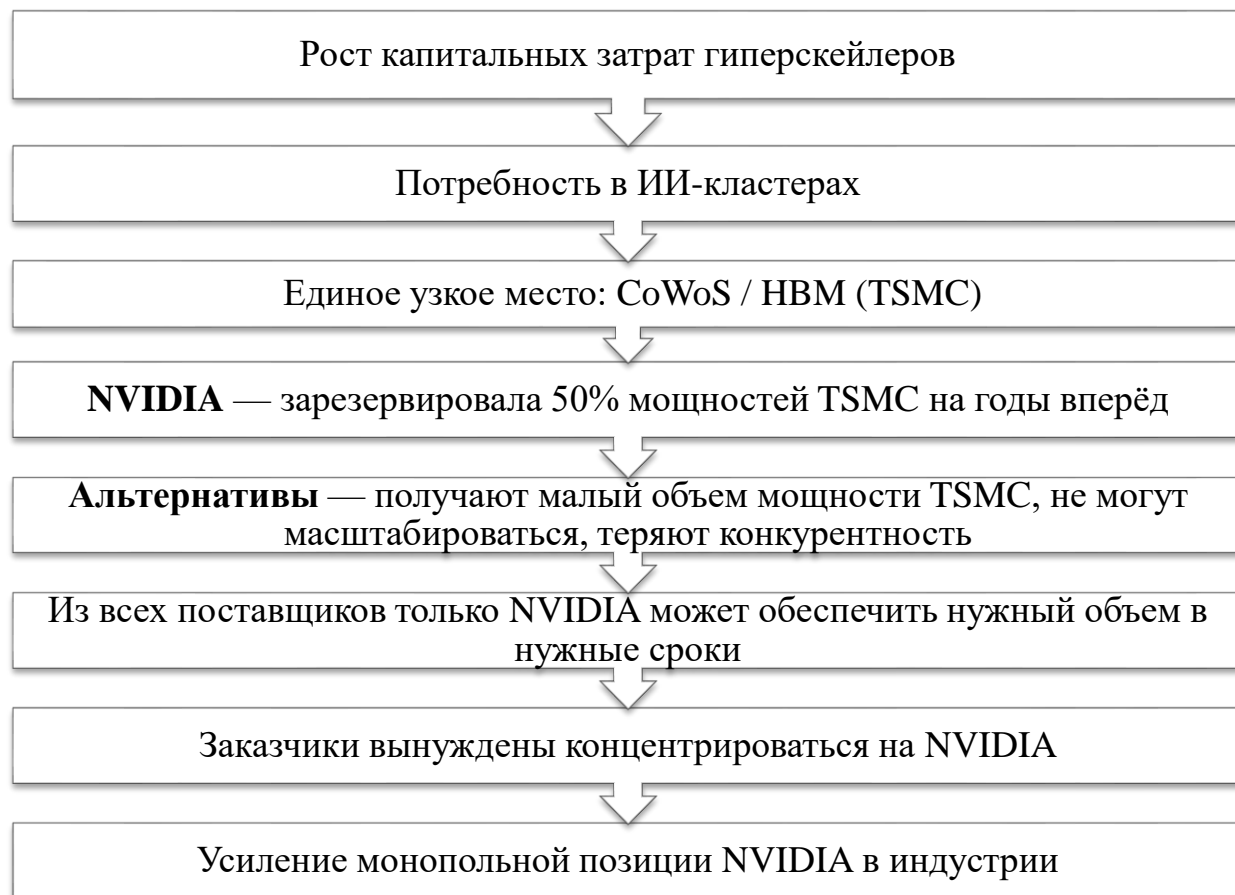 Рост капитальных затрат гиперскейлеров
Потребность в ИИ-кластерах
Единое узкое место: CoWoS / HBM (TSMC)
NVIDIA — зарезервировала 50% мощностей TSMC на годы вперёд
Альтернативы — получают малый объем мощности TSMC, не могут
масштабироваться, теряют конкурентность
Из всех поставщиков только NVIDIA может обеспечить нужный объем в
нужные сроки
Заказчики вынуждены концентрироваться на NVIDIA
Усиление монопольной позиции NVIDIA в индустрии